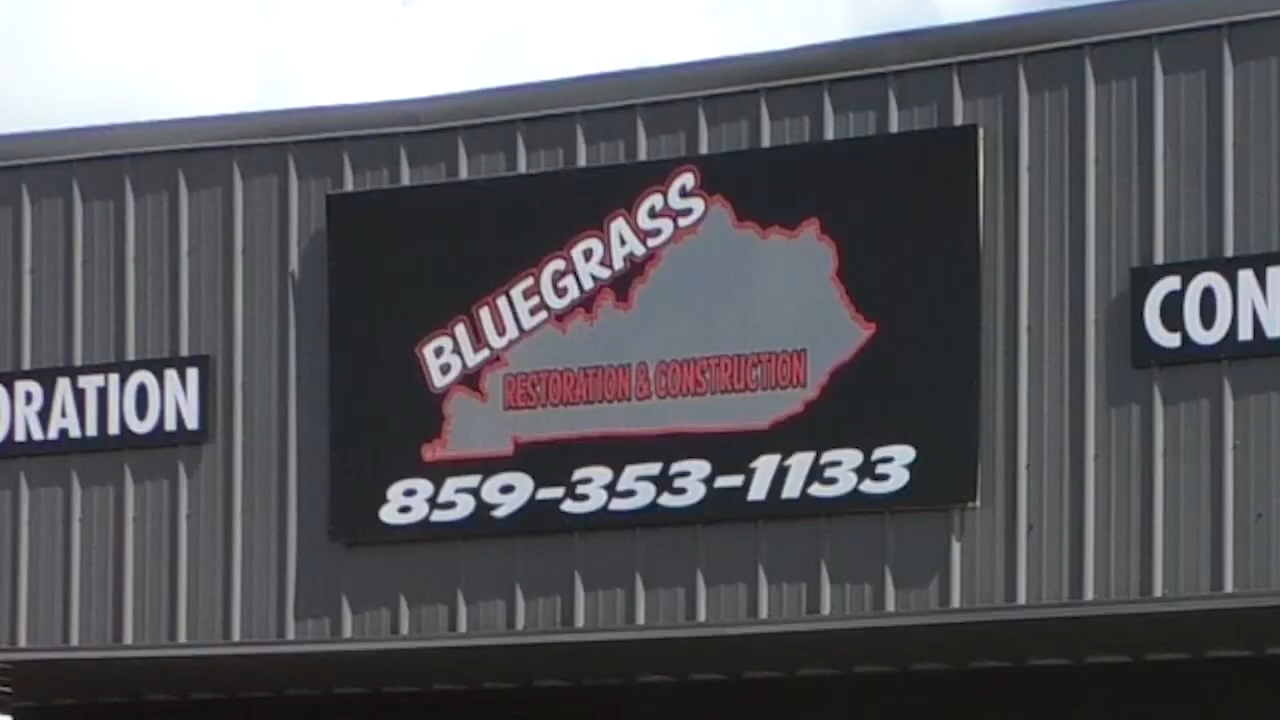 BLUEGRASS
RESTORATION & CONSTRUCTION
859-353-1133
ORATION
CON